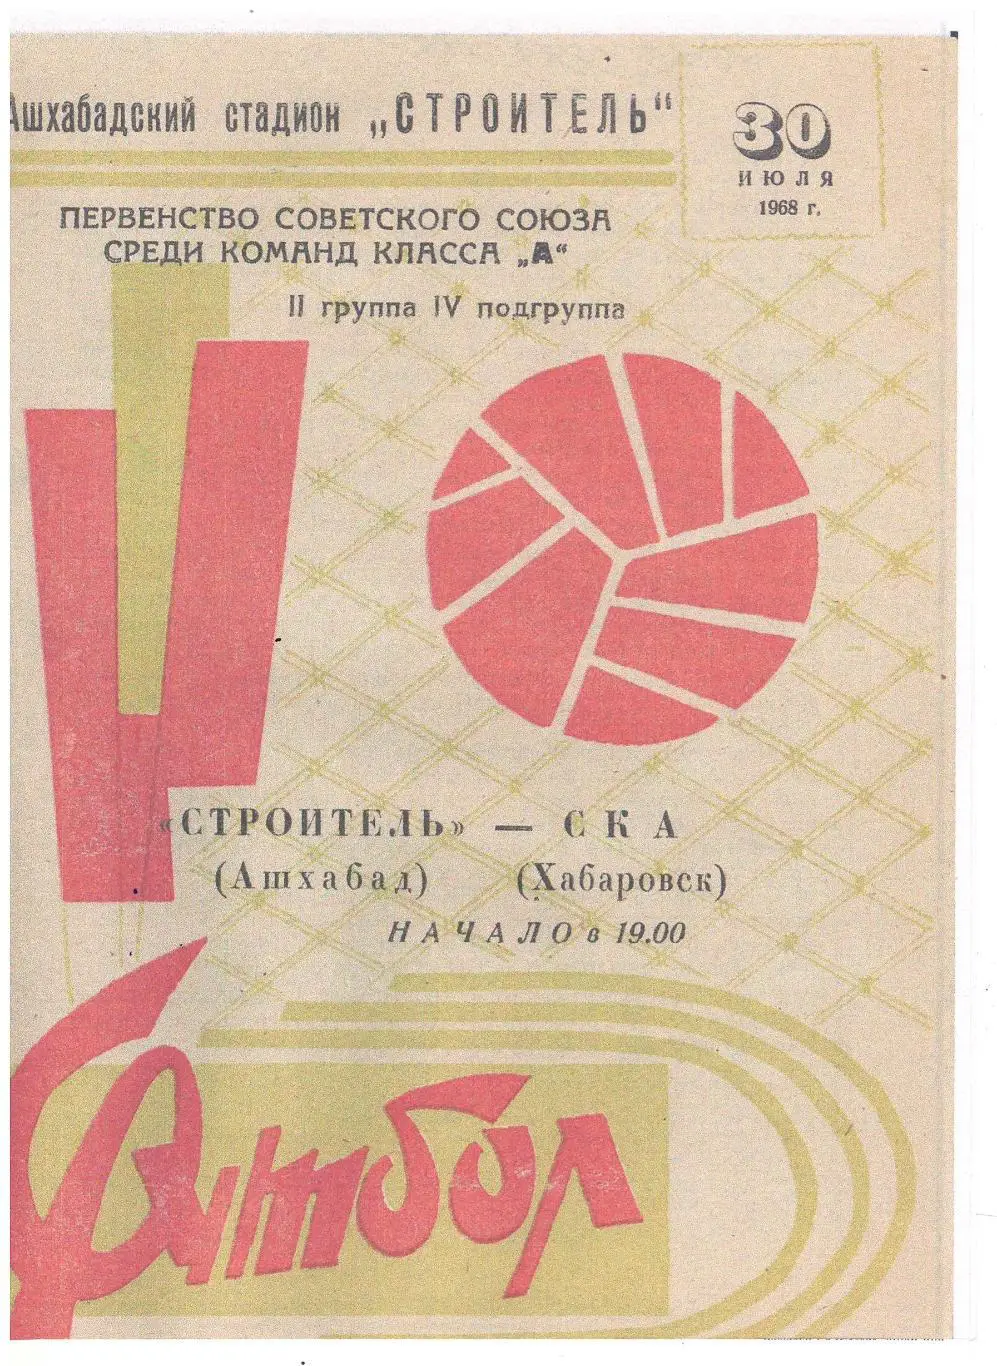 Ашхабадский стадион „СТРОИТЕЛЬ“
30
ИЮЛЯ
1968 г.
ПЕРВЕНСТВО СОВЕТСКОГО СОЮЗА
СРЕДИ КОМАНД КЛАССА „А“
II группа IV подгруппа
«СТРОИТЕЛЬ» — СКА
(Ашхабад) (Хабаровск)
НАЧАЛО в 19.00
Футбол